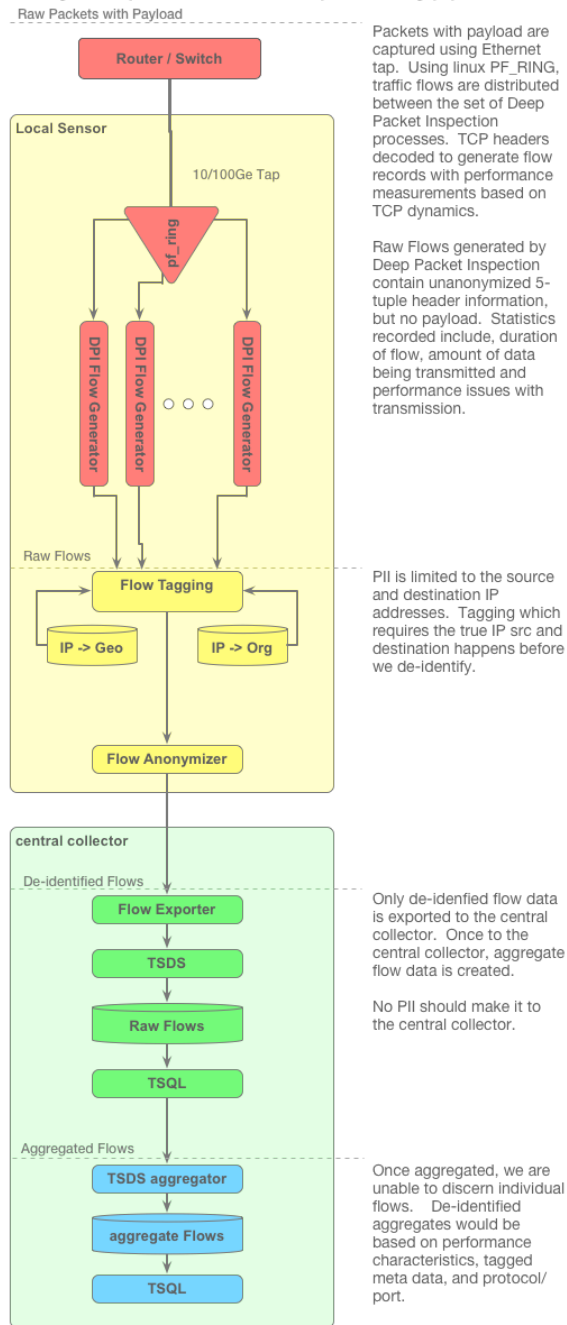 Raw Packets with Payload
Router / Switch
Packets with payload are
captured using Ethernet
tap.  Using linux PF_RING,
traffic flows are distributed
between the set of Deep
Packet Inspection
processes.  TCP headers
decoded to generate flow
records with performance
measurements based on
TCP dynamics.
Raw Flows generated by
Deep Packet Inspection
contain unanonymized 5-
tuple header information,
but no payload.  Statistics
recorded include, duration
of flow, amount of data
being transmitted and
performance issues with
transmission.
Local Sensor
10/100Ge Tap
pf_ring
DPI Flow Generator
DPI Flow Generator
DPI Flow Generator
Raw Flows
Flow Tagging
IP -> Geo
IP -> Org
PII is limited to the source
and destination IP
addresses.  Tagging which
requires the true IP src and
destination happens before
we de-identify.
Flow Anonymizer
central collector
De-identified Flows
Flow Exporter
TSDS
Raw Flows
TSQL
Only de-idenfied flow data
is exported to the central
collector.  Once to the
central collector, aggregate
flow data is created.
No PII should make it to
the central collector.
Aggregated Flows
TSDS aggregator
aggregate Flows
TSQL
Once aggregated, we are
unable to discern individual
flows.    De-identified
aggregates would be
based on performance
characteristics, tagged
meta data, and protocol/
port.